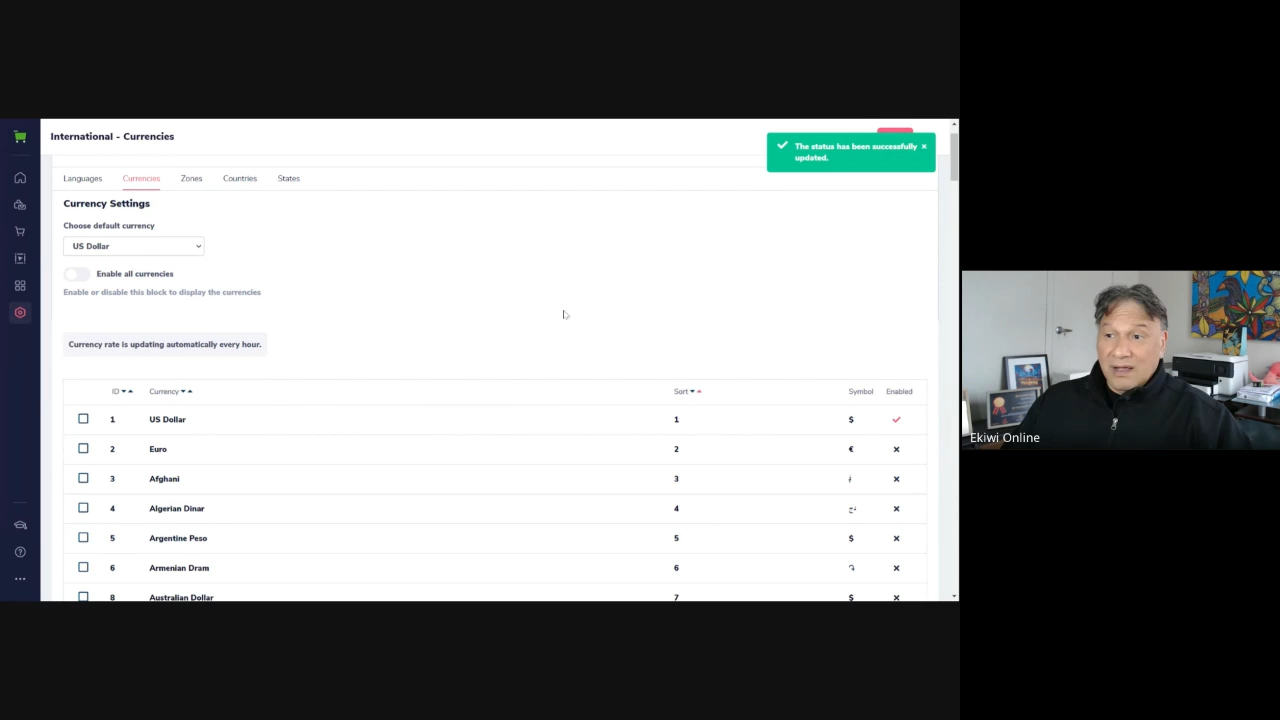 International - Currencies
The status has been successfully
updated.
Languages Currencies Zones Countries States
Currency Settings
Choose default currency
US Dollar
Enable all currencies
Enable or disable this block to display the currencies
Currency rate is updating automatically every hour.
ID Currency Sort Symbol Enabled
1 US Dollar 1 $
2 Euro 2 €
3 Afghani 3
4 Algerian Dinar 4
5 Argentine Peso 5 $
6 Armenian Dram 6
8 Australian Dollar 7 $
Ekiwi Online